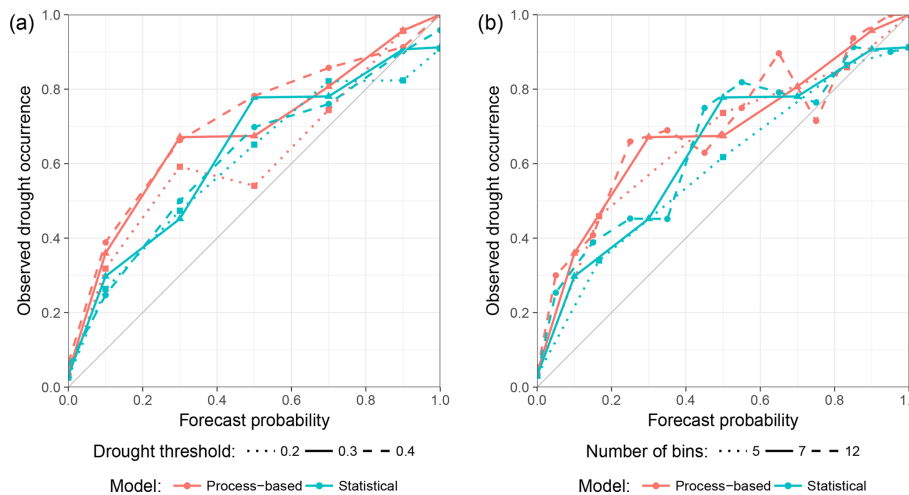 (a)
Observed drought occurrence
1.0
0.8
0.6
0.4
0.2
0.0
0.0 0.2 0.4 0.6 0.8 1.0
Forecast probability
Drought threshold: 0.2 0.3 0.4
Model: Process-based Statistical
(b)
Observed drought occurrence
1.0
0.8
0.6
0.4
0.2
0.0
0.0 0.2 0.4 0.6 0.8 1.0
Forecast probability
Number of bins: 5 7 12
Model: Process-based Statistical